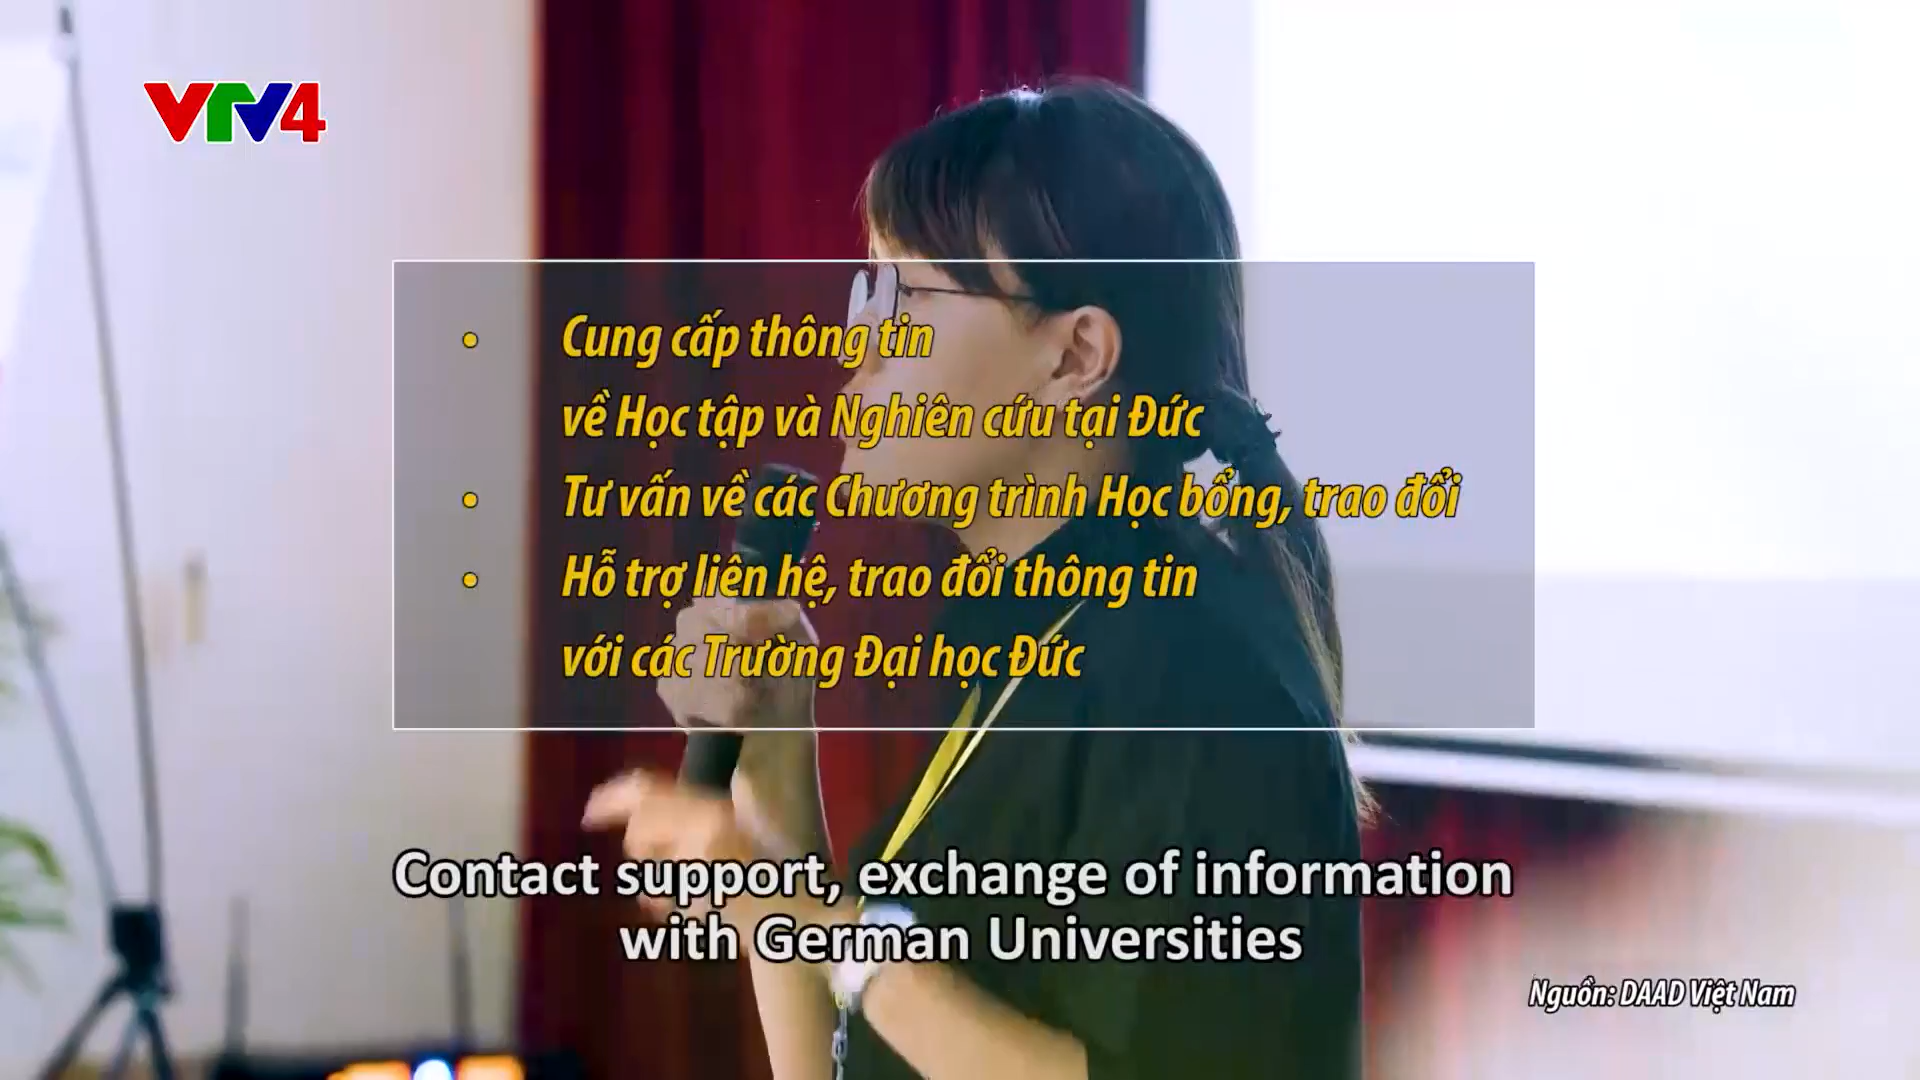 VTV4
• Cung cấp thông tin
về Học tập và Nghiên cứu tại Đức
• Tư vấn về các Chương trình Học bổng, trao đổi
• Hỗ trợ liên hệ, trao đổi thông tin
với các Trường Đại học Đức
Contact support, exchange of information
with German Universities
Nguồn: DAAD Việt Nam